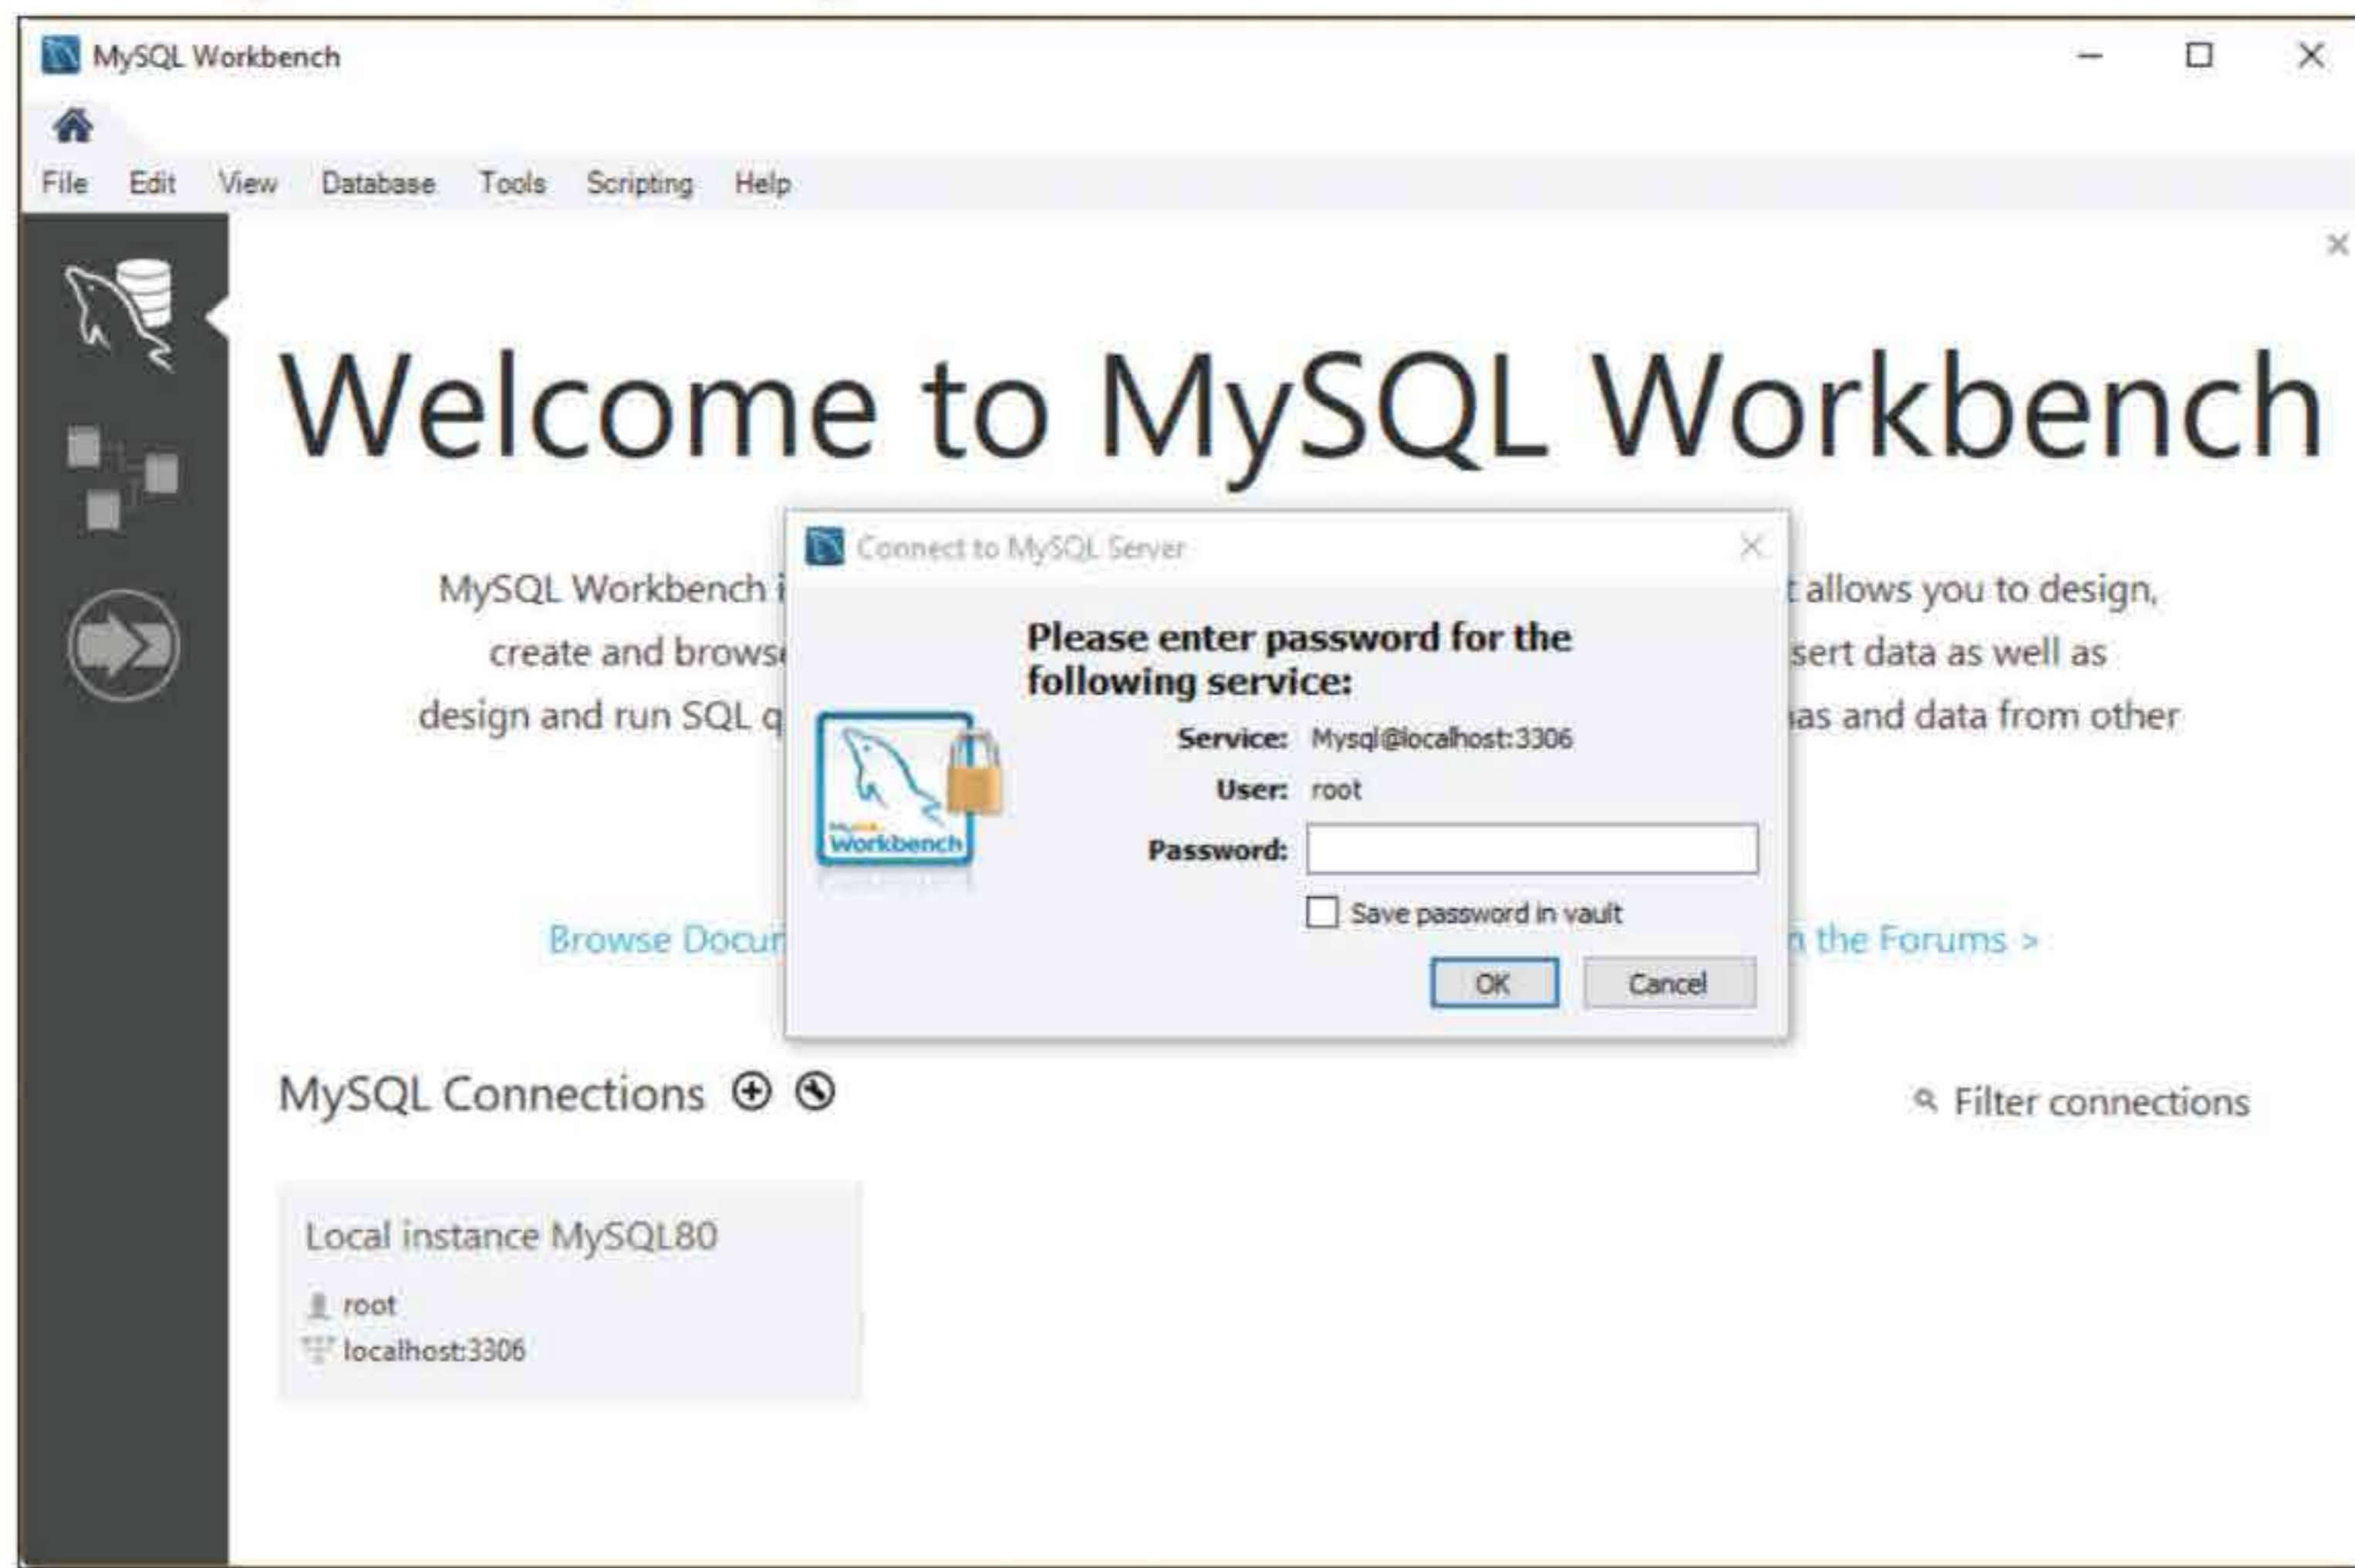 MySQL Workbench
File Edit View Database Tools Scripting Help
Welcome to MySQL Workbench
MySQL Workbench i
t allows you to design,
create and brows
sert data as well as
design and run SQL q
as and data from other
Browse Docu
the Forums >
Connect to MySQL Server
Please enter password for the
following service:
Service: Mysql@localhost:3306
User: root
Password:
Save password in vault
OK Cancel
Workbench
MySQL Connections
Filter connections
Local instance MySQL80
root
localhost:3306